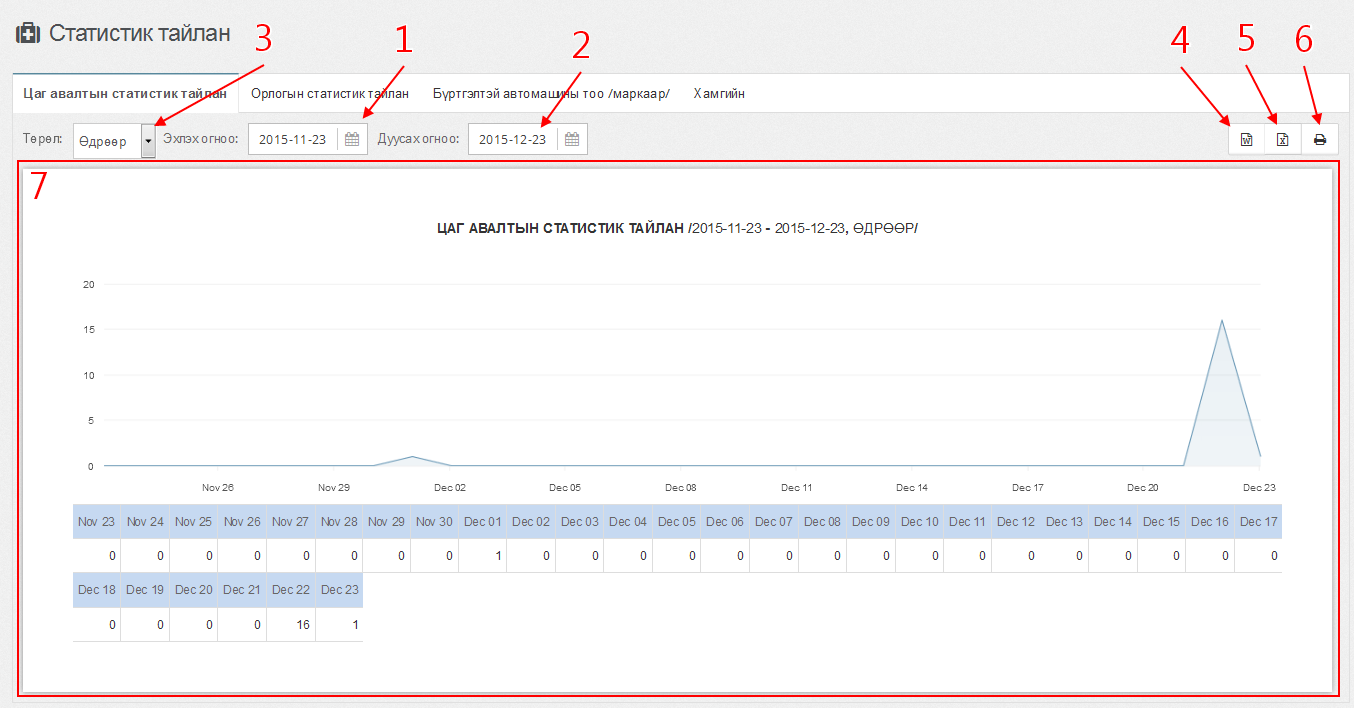 Статистик тайлан
3 1 2 4 5 6
Цаг авалтын статистик тайлан Орлогын статистик тайлан Бүртгэлтэй автомашины тоо /маркаар/ Хамгийн
Төрөл: Өдрөөр Эхлэх огноо: 2015-11-23 Дуусах огноо: 2015-12-23
7
ЦАГ АВАЛТЫН СТАТИСТИК ТАЙЛАН /2015-11-23 - 2015-12-23, ӨДРӨӨР/
20
15
10
5
0
Nov 26 Nov 29 Dec 02 Dec 05 Dec 08 Dec 11 Dec 14 Dec 17 Dec 20 Dec 23
Nov 23 Nov 24 Nov 25 Nov 26 Nov 27 Nov 28 Nov 29 Nov 30 Dec 01 Dec 02 Dec 03 Dec 04 Dec 05 Dec 06 Dec 07 Dec 08 Dec 09 Dec 10 Dec 11 Dec 12 Dec 13 Dec 14 Dec 15 Dec 16 Dec 17
0 0 0 0 0 0 0 0 1 0 0 0 0 0 0 0 0 0 0 0 0 0 0 0 0
Dec 18 Dec 19 Dec 20 Dec 21 Dec 22 Dec 23
0 0 0 0 16 1